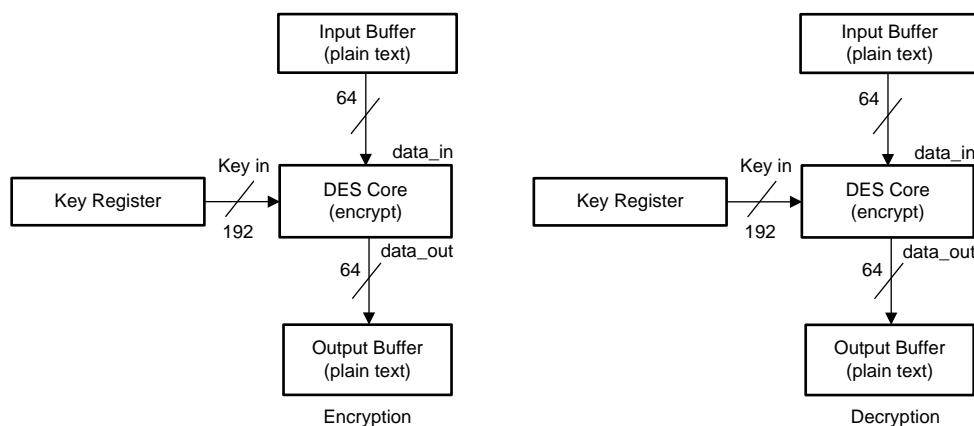 Input Buffer
(plain text)
64
data_in
Key in
Key Register
192
DES Core
(encrypt)
data_out
64
Output Buffer
(plain text)
Encryption
Input Buffer
(plain text)
64
data_in
Key in
Key Register
192
DES Core
(encrypt)
data_out
64
Output Buffer
(plain text)
Decryption